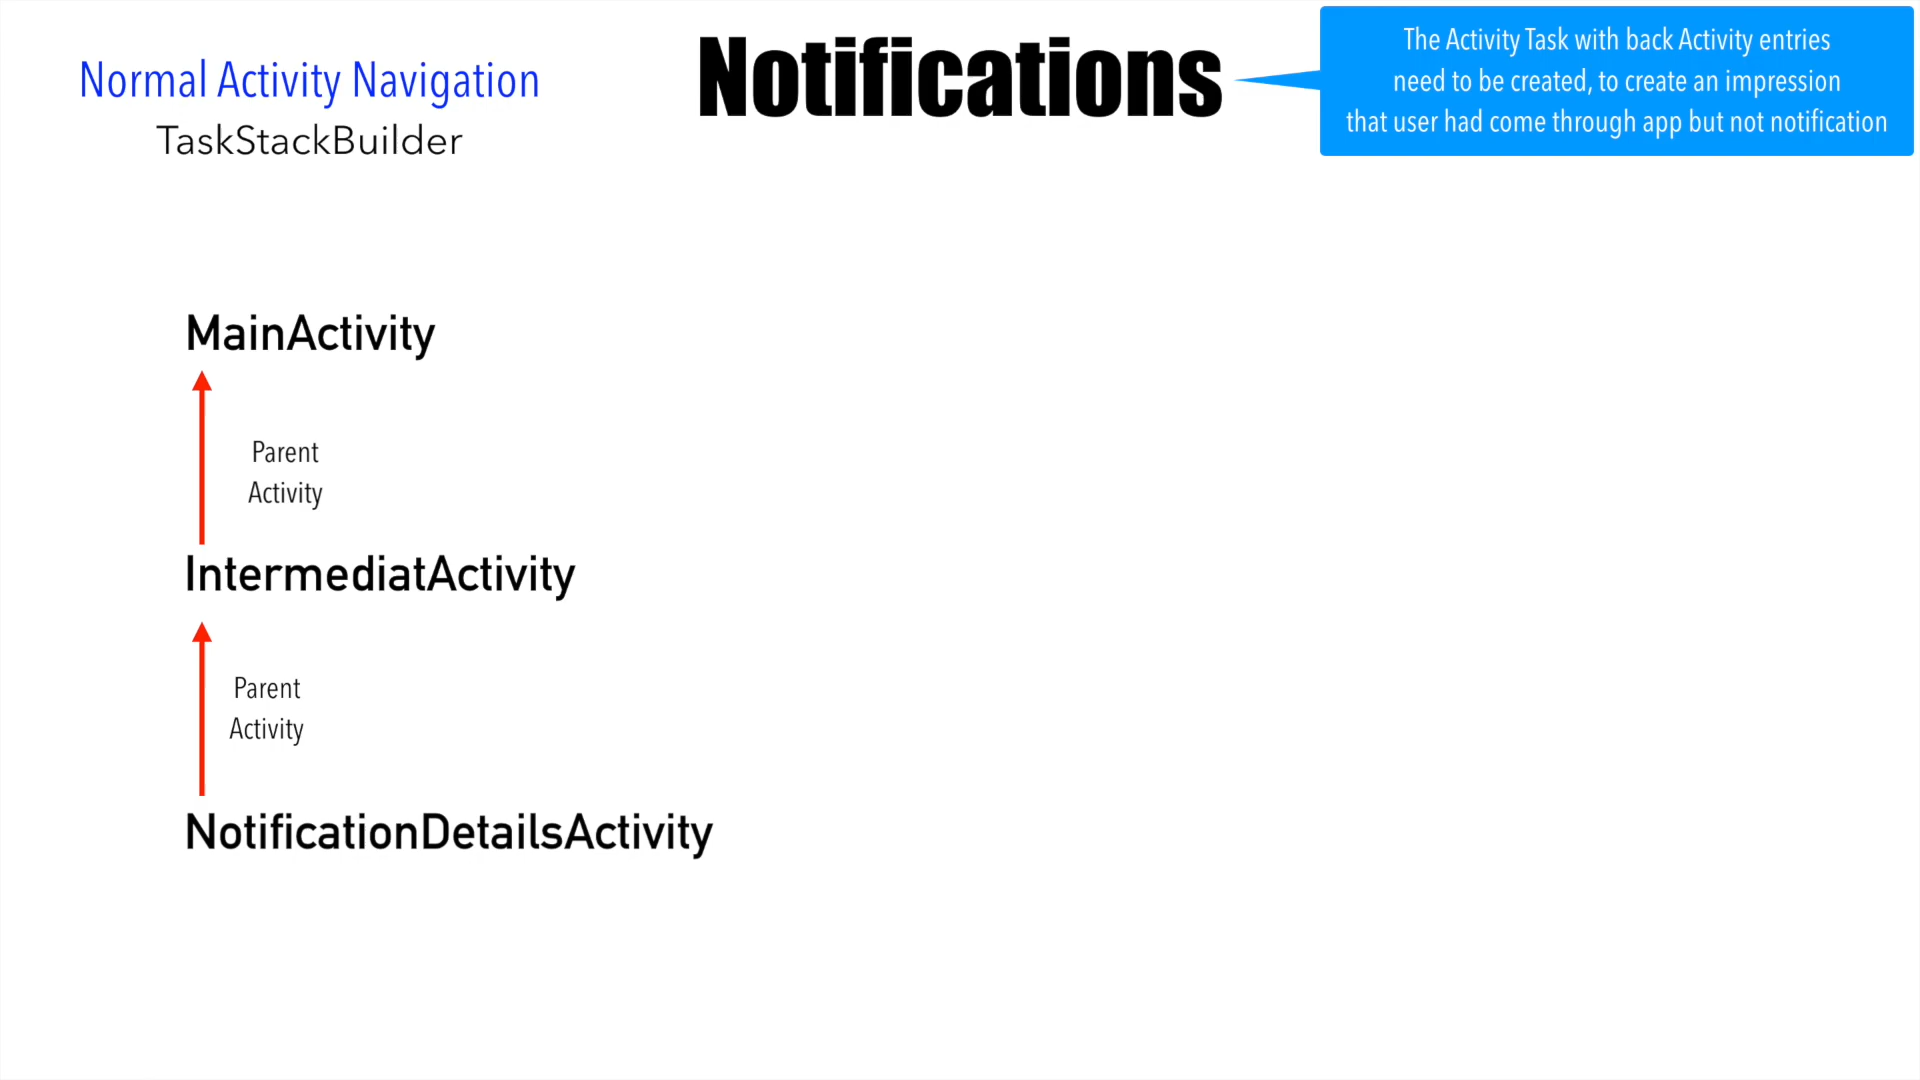 Normal Activity Navigation
TaskStackBuilder
Notifications
The Activity Task with back Activity entries
need to be created, to create an impression
that user had come through app but not notification
MainActivity
Parent
Activity
IntermediatActivity
Parent
Activity
NotificationDetailsActivity